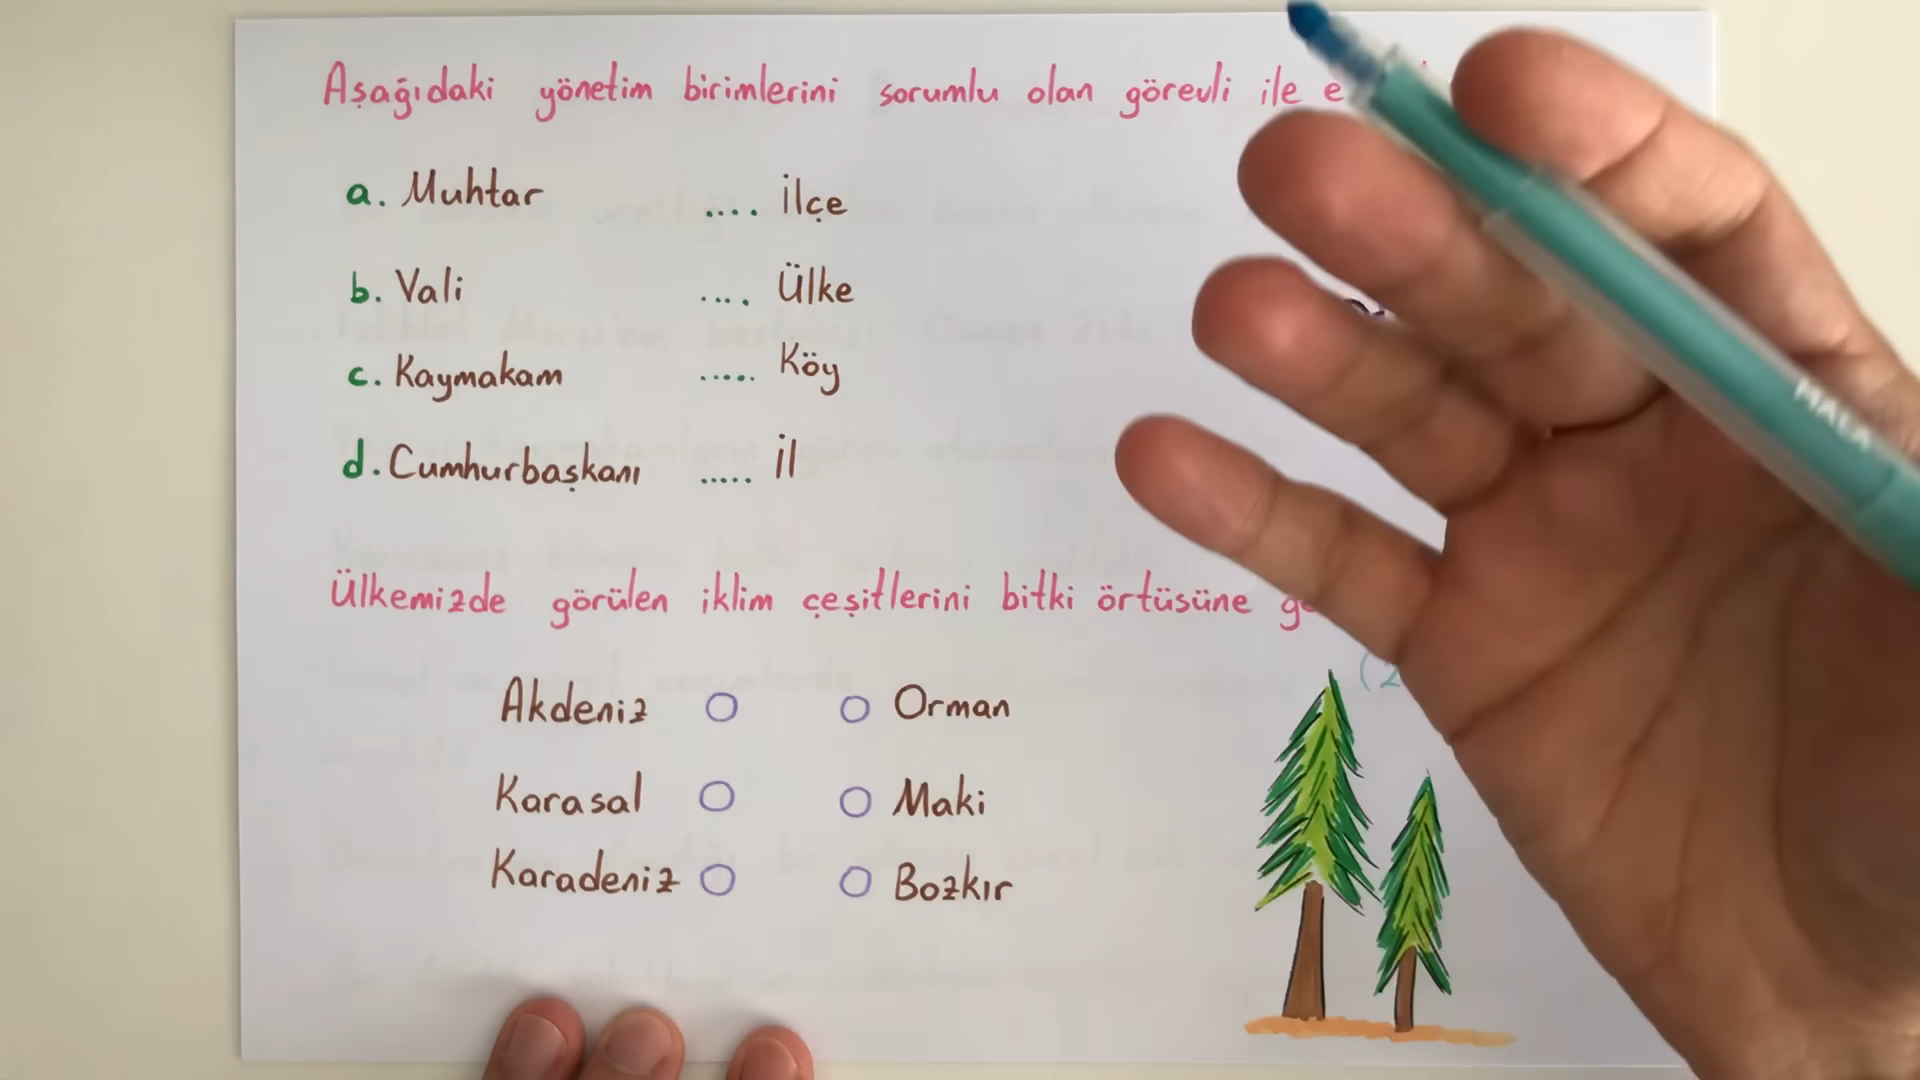 Aşağıdaki yönetim birimlerini sorumlu olan görevli ile
a. Muhtar .... İlçe
b. Vali .... Ülke
c. Kaymakam ..... Köy
d. Cumhurbaşkanı ..... İl
Ülkemizde görülen iklim çeşitlerini bitki örtüsüne
Akdeniz Orman
Karasal Maki
Karadeniz Bozkır